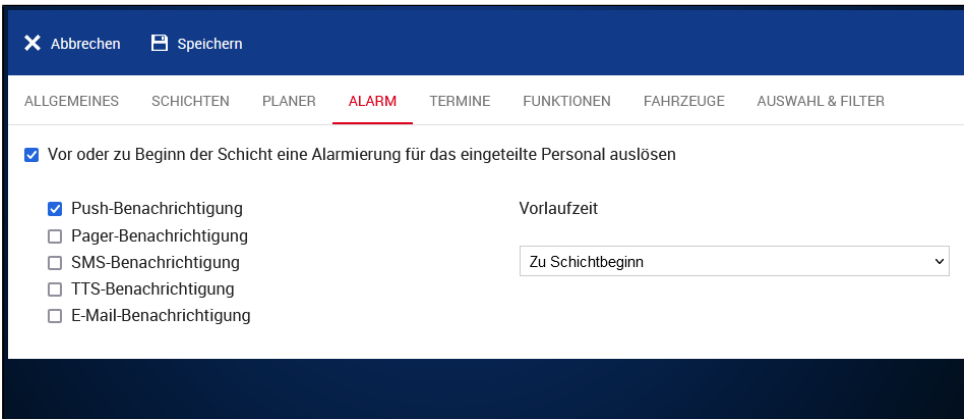 Abbrechen Speichern
ALLGEMEINES SCHICHTEN PLANER ALARM TERMINE FUNKTIONEN FAHRZEUGE AUSWAHL & FILTER
Vor oder zu Beginn der Schicht eine Alarmierung für das eingeteilte Personal auslösen
Push-Benachrichtigung
Pager-Benachrichtigung
SMS-Benachrichtigung
TTS-Benachrichtigung
E-Mail-Benachrichtigung
Vorlaufzeit
Zu Schichtbeginn